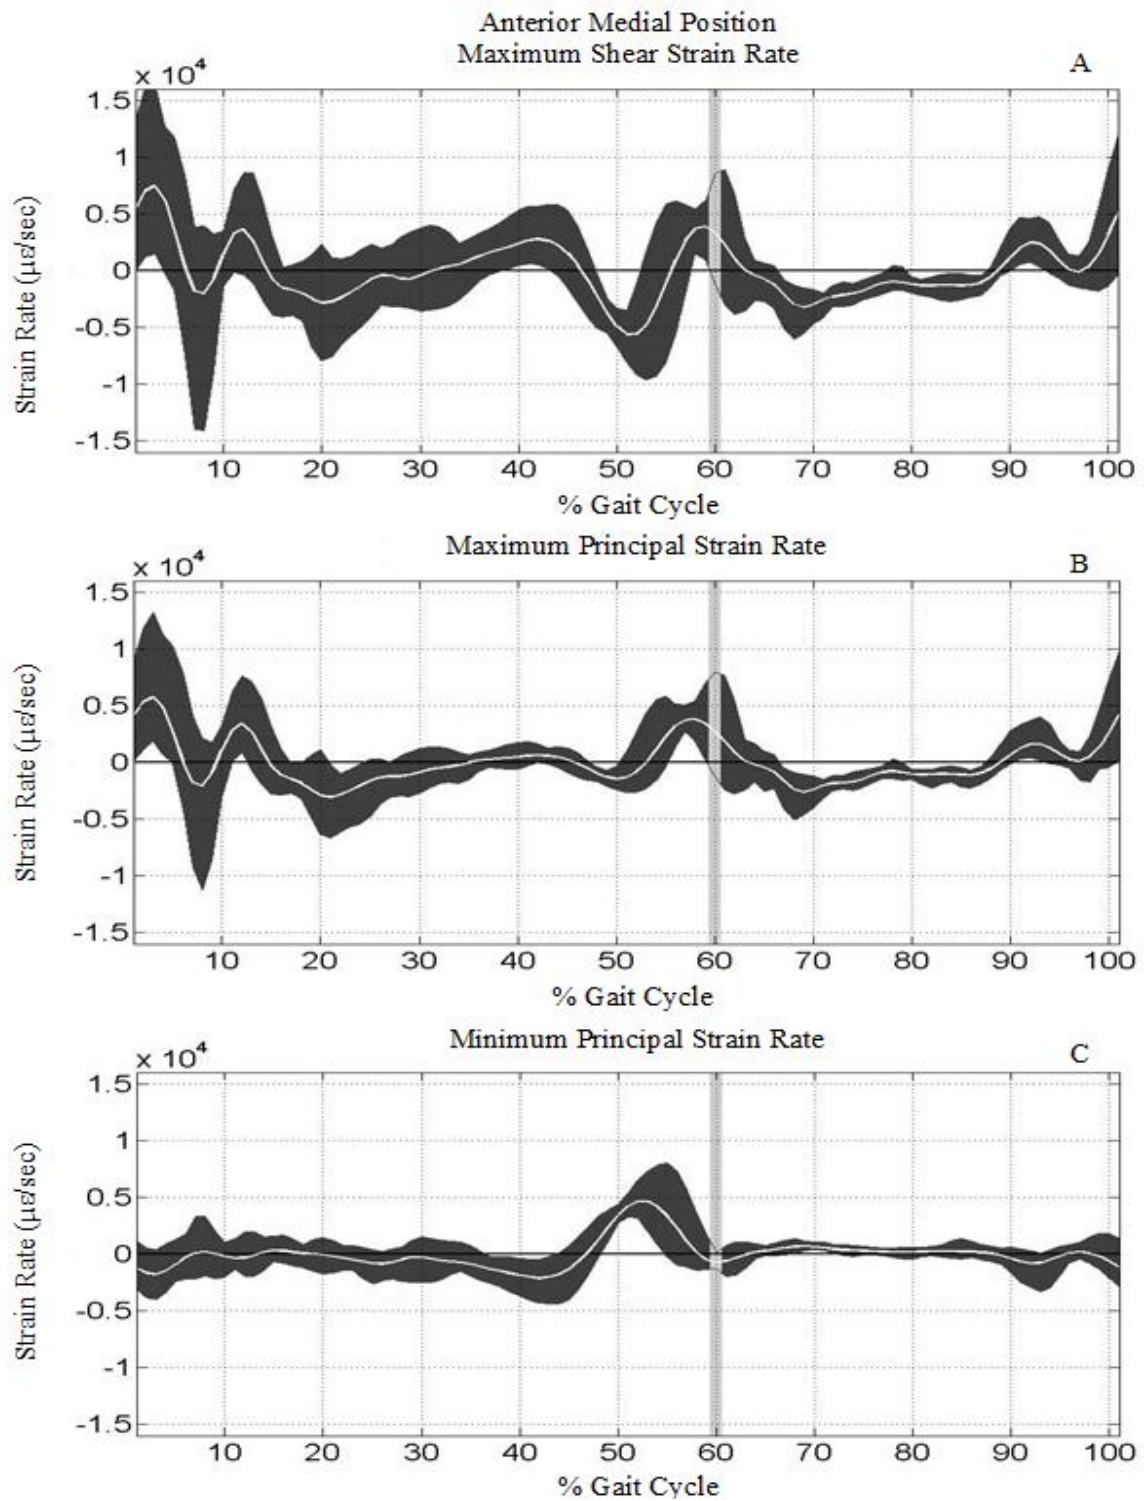 Anterior Medial Position
Maximum Shear Strain Rate
A
× 10⁴
1.5
1
0.5
0
-0.5
-1
-1.5
Strain Rate (µε/sec)
10 20 30 40 50 60 70 80 90 100
% Gait Cycle
Maximum Principal Strain Rate
B
× 10⁴
1.5
1
0.5
0
-0.5
-1
-1.5
Strain Rate (µε/sec)
10 20 30 40 50 60 70 80 90 100
% Gait Cycle
Minimum Principal Strain Rate
C
× 10⁴
1.5
1
0.5
0
-0.5
-1
-1.5
Strain Rate (µε/sec)
10 20 30 40 50 60 70 80 90 100
% Gait Cycle